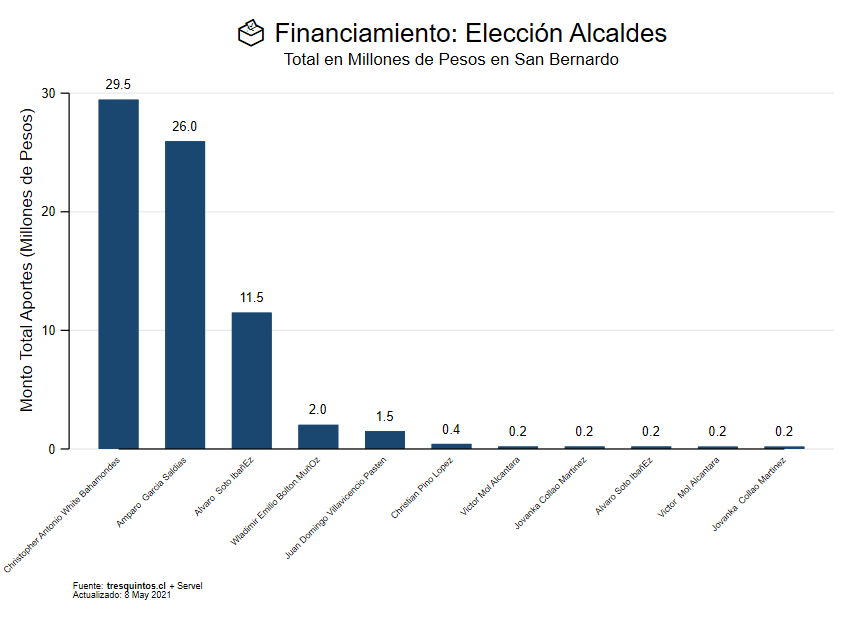 Financiamiento: Elección Alcaldes
Total en Millones de Pesos en San Bernardo
Monto Total Aportes (Millones de Pesos)
30
20
10
0
29.5
26.0
11.5
2.0
1.5
0.4
0.2
0.2
0.2
0.2
0.2
Christopher Antonio White Bahamondes
Amparo Garcia Saldias
Alvaro Soto IbañEz
Wladimir Emilio Bolton MuñOz
Juan Domingo Villavicencio Pasten
Christian Pino Lopez
Victor Mol Alcantara
Jovanka Collao Martinez
Alvaro Soto IbañEz
Victor Mol Alcantara
Jovanka Collao Martinez
Fuente: tresquintos.cl + Servel
Actualizado: 8 May 2021